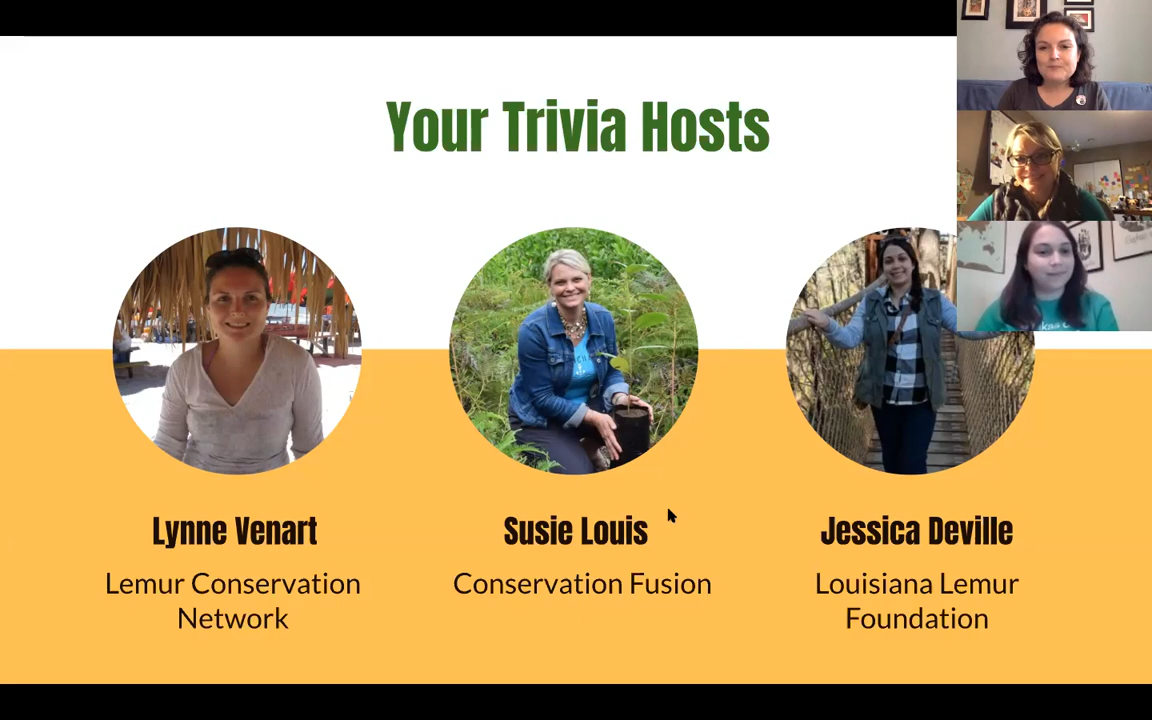 Your Trivia Hosts
Lynne Venart
Lemur Conservation
Network
Susie Louis
Conservation Fusion
Jessica Deville
Louisiana Lemur
Foundation